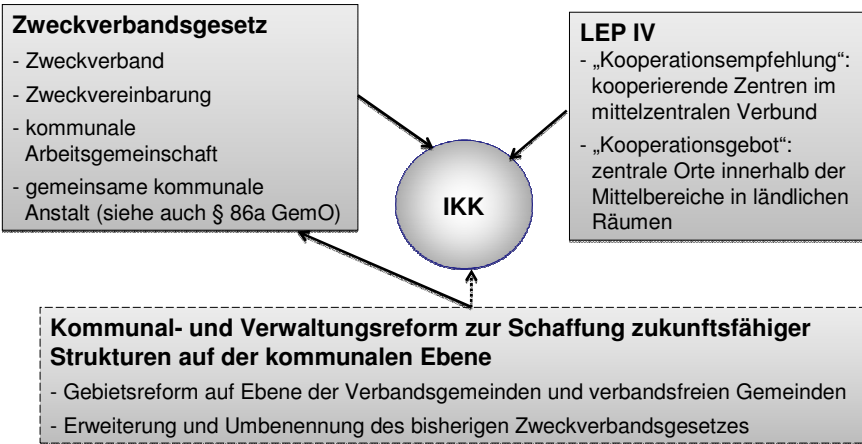 Zweckverbandsgesetz
- Zweckverband
- Zweckvereinbarung
- kommunale
Arbeitsgemeinschaft
- gemeinsame kommunale
Anstalt (siehe auch § 86a GemO)
LEP IV
- „Kooperationsempfehlung“:
kooperierende Zentren im
mittelzentralen Verbund
- „Kooperationsgebot“:
zentrale Orte innerhalb der
Mittelbereiche in ländlichen
Räumen
IKK
Kommunal- und Verwaltungsreform zur Schaffung zukunftsfähiger
Strukturen auf der kommunalen Ebene
- Gebietsreform auf Ebene der Verbandsgemeinden und verbandsfreien Gemeinden
- Erweiterung und Umbenennung des bisherigen Zweckverbandsgesetzes